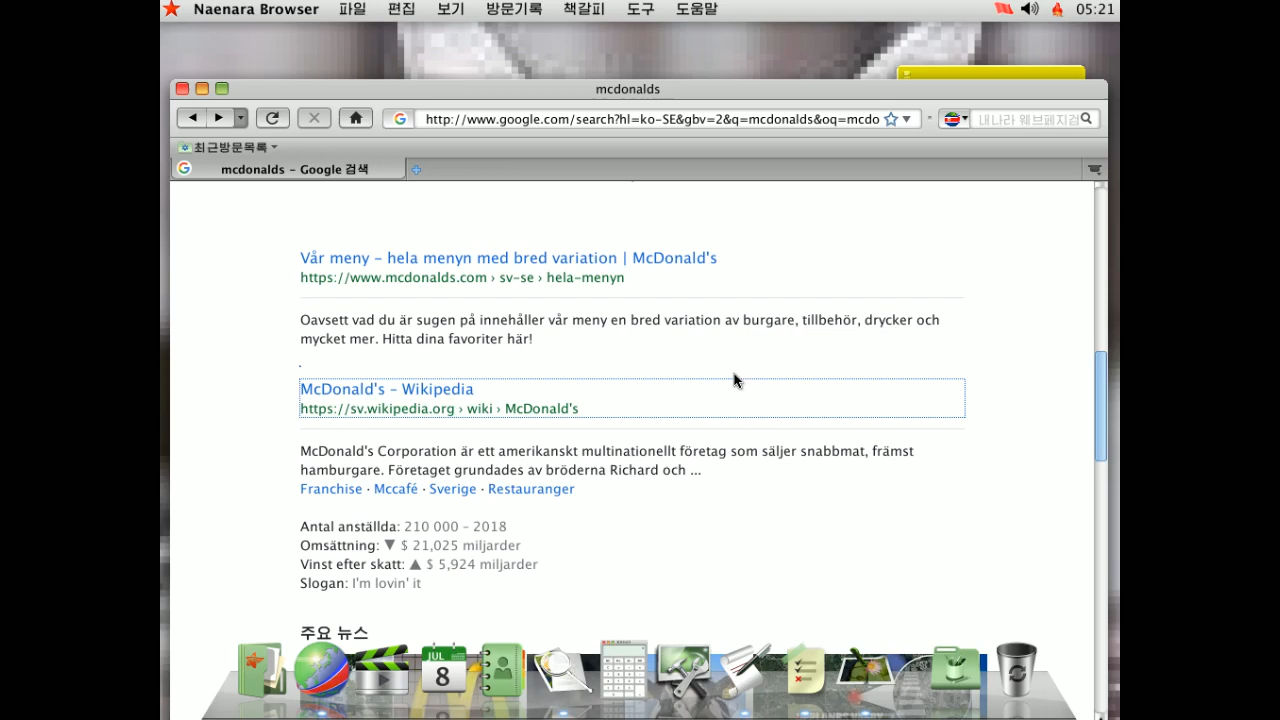 Naenara Browser 파일 편집 보기 방문기록 책갈피 도구 도움말 05:21
mcdonalds
http://www.google.com/search?hl=ko-SE&gbv=2&q=mcdonalds&oq=mcdo 내나라 웨브페지검
최근방문목록
mcdonalds - Google 검색
Vår meny - hela menyn med bred variation | McDonald's
https://www.mcdonalds.com › sv-se › hela-menyn
Oavsett vad du är sugen på innehåller vår meny en bred variation av burgare, tillbehör, drycker och
mycket mer. Hitta dina favoriter här!
.
McDonald's - Wikipedia
https://sv.wikipedia.org › wiki › McDonald's
McDonald's Corporation är ett amerikanskt multinationellt företag som säljer snabbmat, främst
hamburgare. Företaget grundades av bröderna Richard och ...
Franchise · Mccafé · Sverige · Restauranger
Antal anställda: 210 000 – 2018
Omsättning: ▼ $ 21,025 miljarder
Vinst efter skatt: ▲ $ 5,924 miljarder
Slogan: I'm lovin' it
주요 뉴스
JUL
8